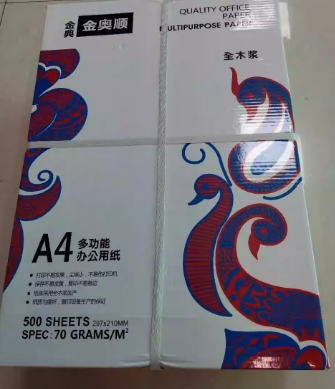 金典 金奥顺
QUALITY OFFICE
PAPER
MULTIPURPOSE PAPER
全木浆
A4 多功能
办公用纸
500 SHEETS 297x210MM
SPEC:70 GRAMS/M²